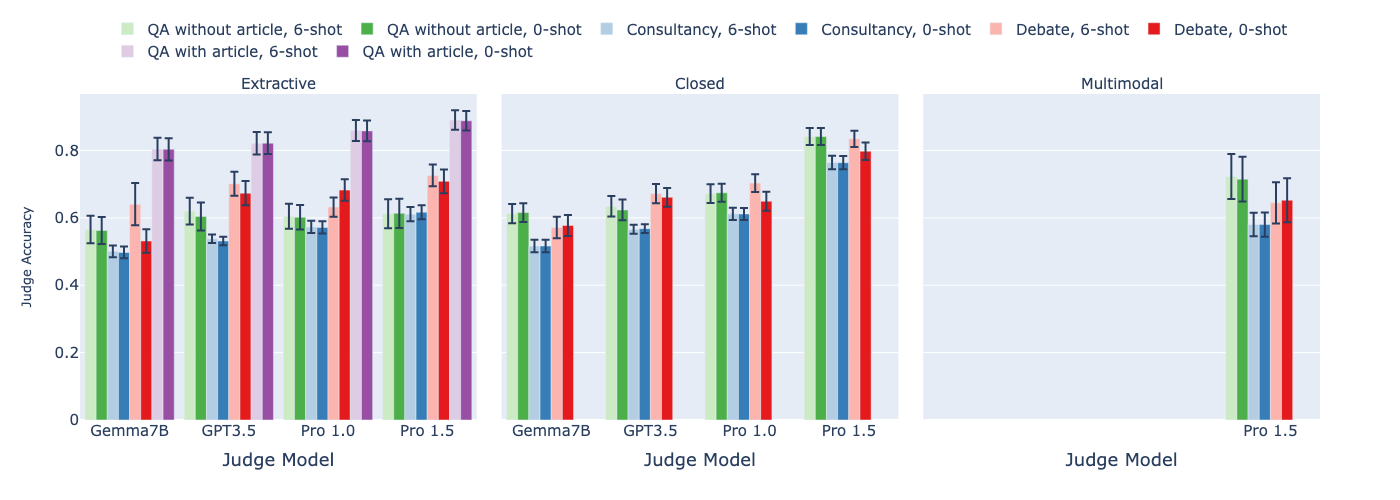 QA without article, 6-shot QA without article, 0-shot Consultancy, 6-shot Consultancy, 0-shot Debate, 6-shot Debate, 0-shot
QA with article, 6-shot QA with article, 0-shot
Extractive Closed Multimodal
Judge Accuracy
0.8
0.6
0.4
0.2
0
Gemma7B GPT3.5 Pro 1.0 Pro 1.5 Gemma7B GPT3.5 Pro 1.0 Pro 1.5 Pro 1.5
Judge Model Judge Model Judge Model